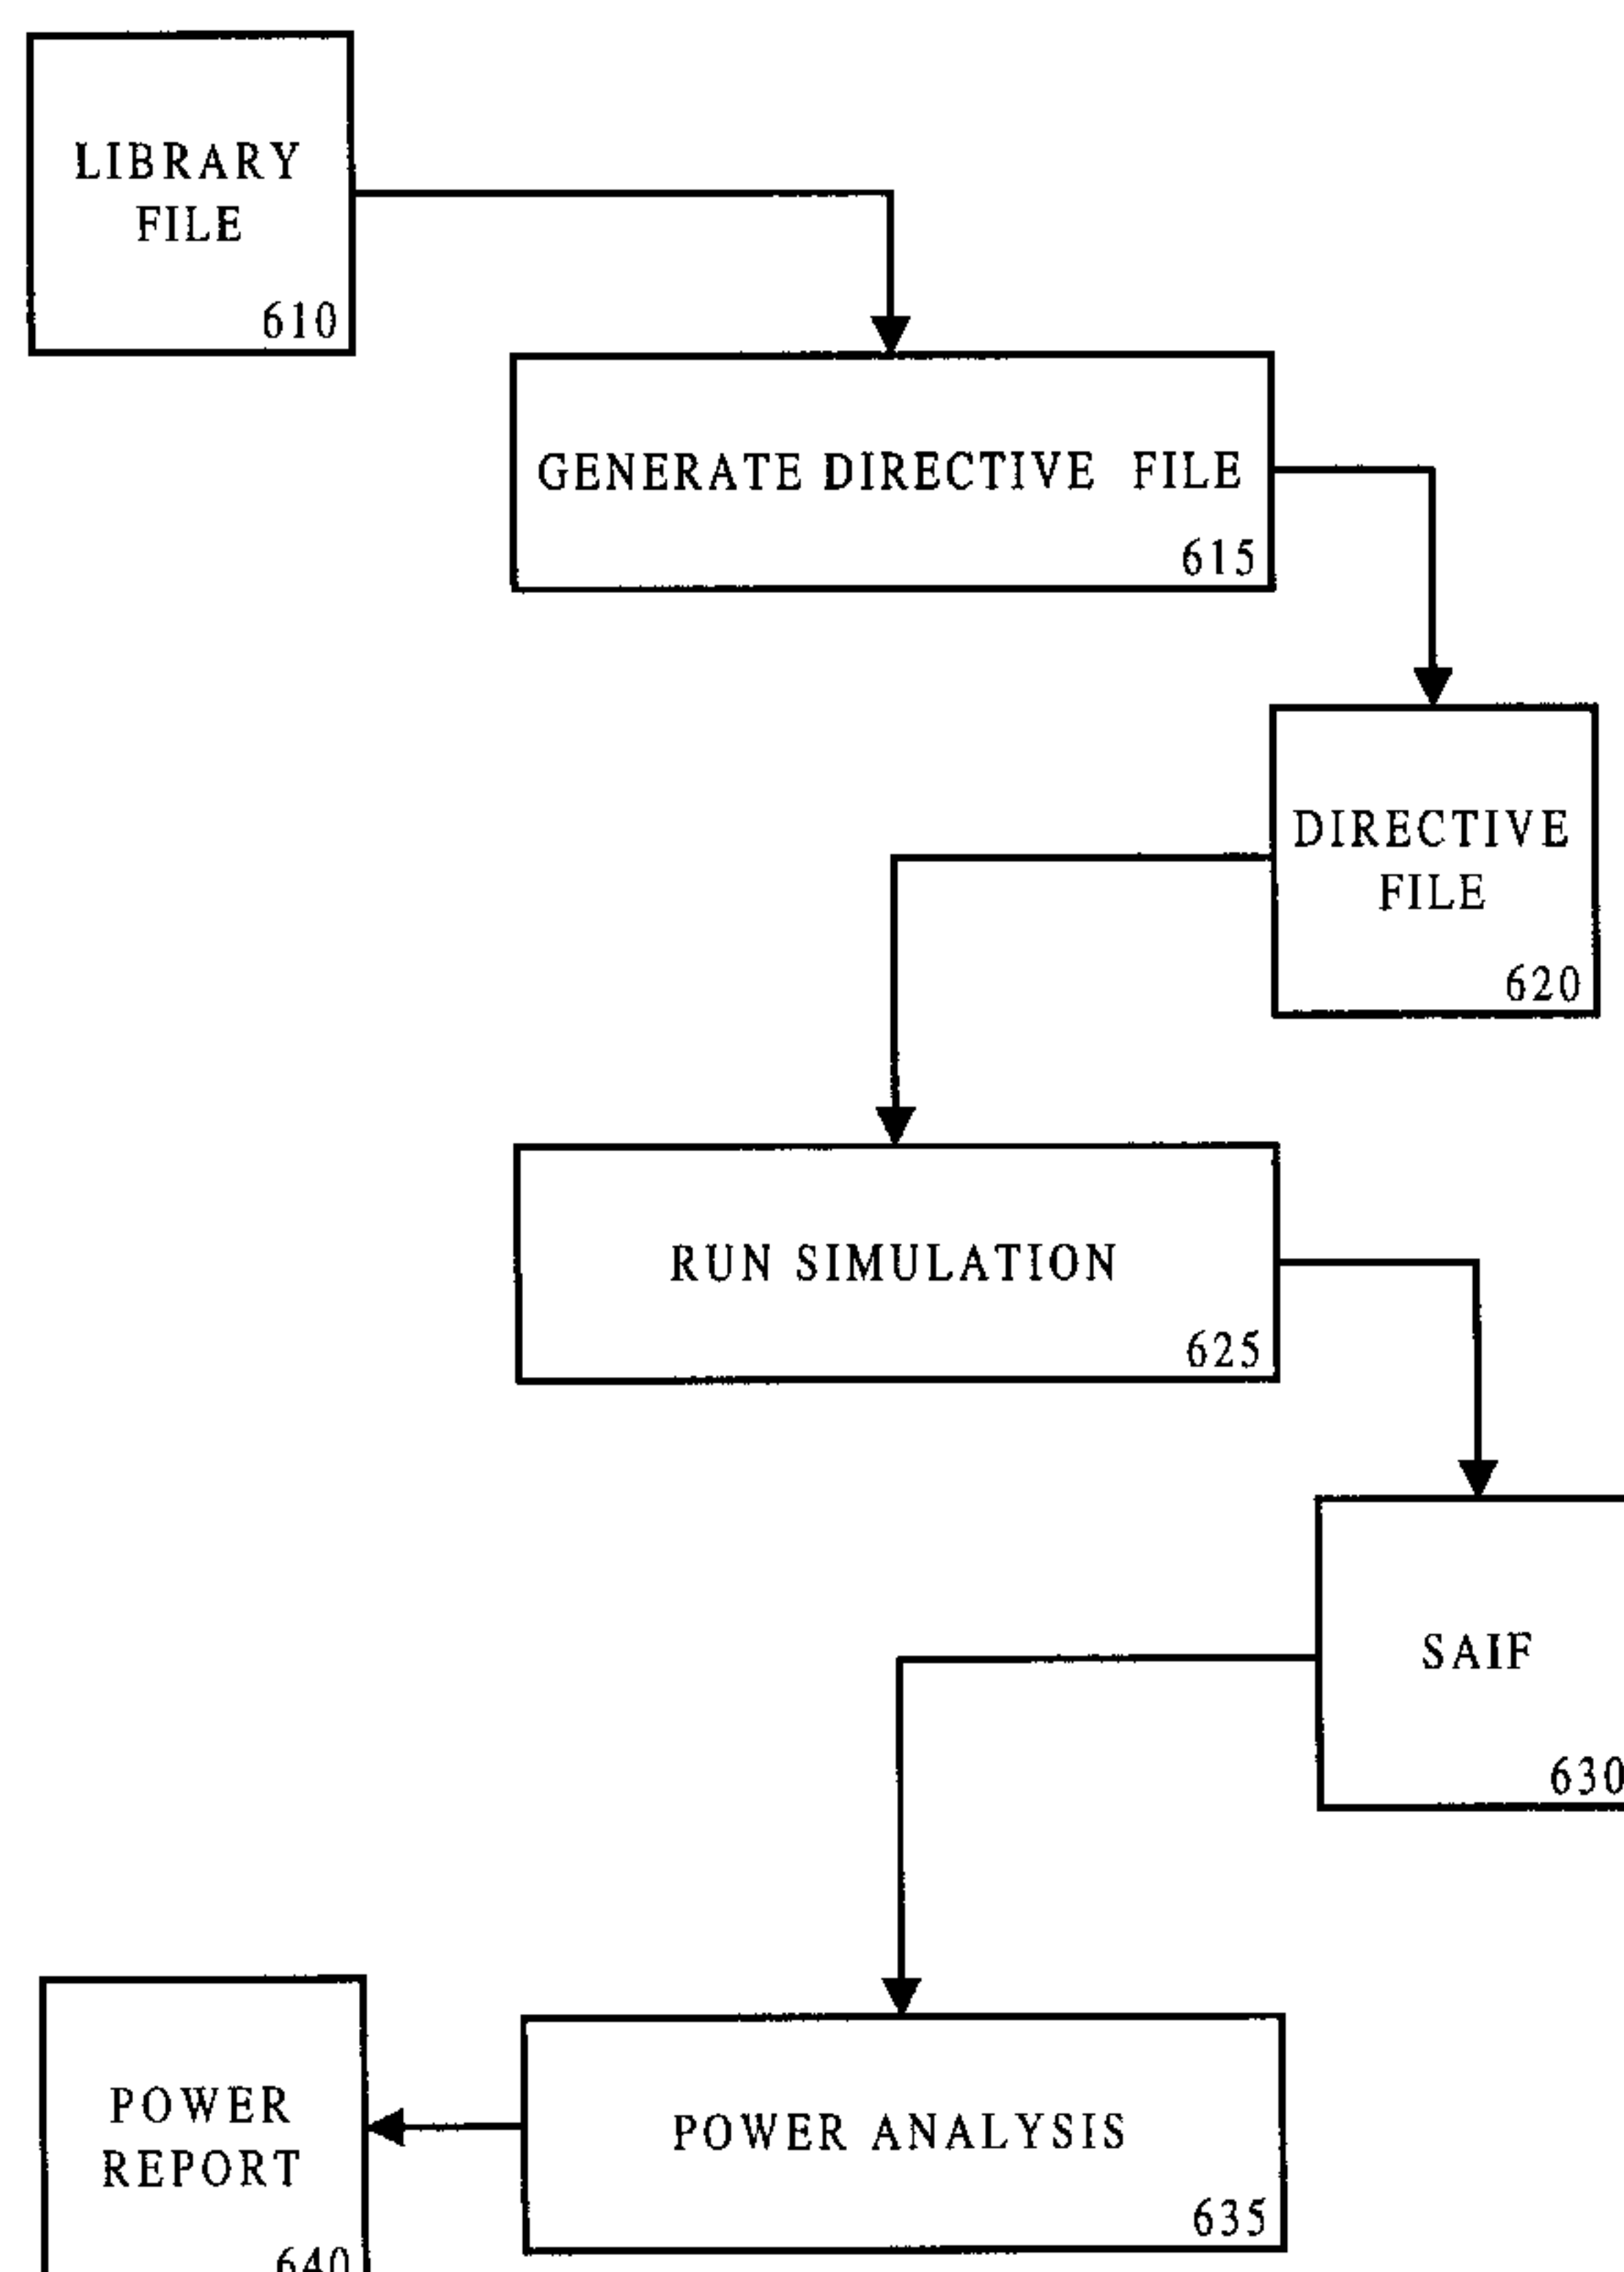 LIBRARY
FILE
610
GENERATE DIRECTIVE FILE
615
DIRECTIVE
FILE
620
RUN SIMULATION
625
SAIF
630
POWER
REPORT
640
POWER ANALYSIS
635